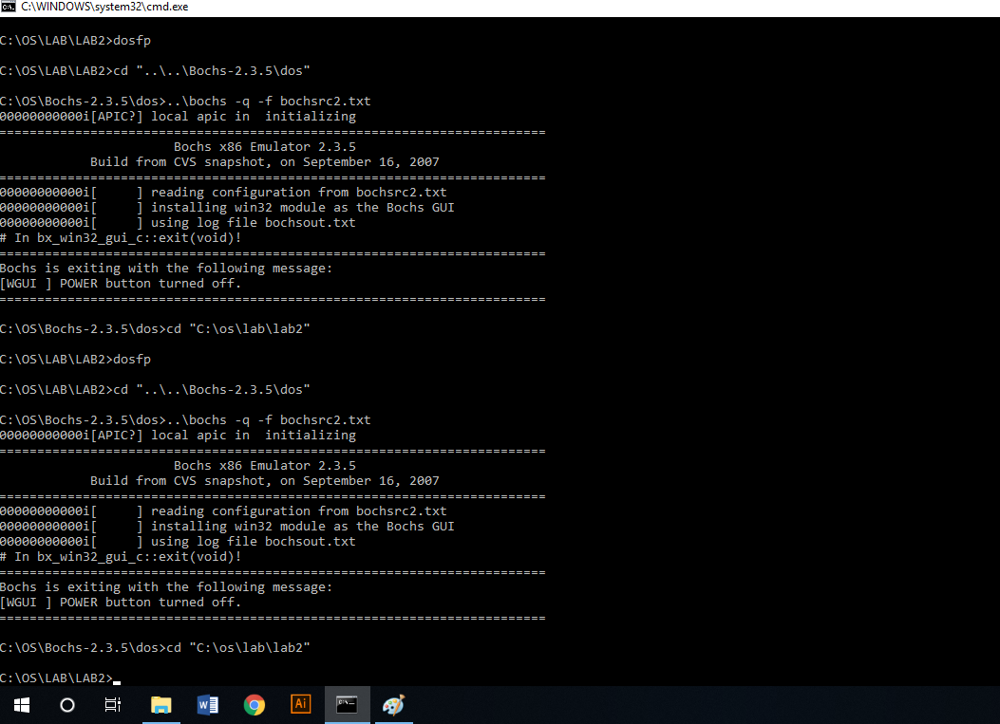 C:\WINDOWS\system32\cmd.exe
C:\OS\LAB\LAB2>dosfp
C:\OS\LAB\LAB2>cd "..\..\Bochs-2.3.5\dos"
C:\OS\Bochs-2.3.5\dos>..\bochs -q -f bochsrc2.txt
00000000000i[APIC?] local apic in  initializing
========================================================================
                       Bochs x86 Emulator 2.3.5
            Build from CVS snapshot, on September 16, 2007
========================================================================
00000000000i[     ] reading configuration from bochsrc2.txt
00000000000i[     ] installing win32 module as the Bochs GUI
00000000000i[     ] using log file bochsout.txt
# In bx_win32_gui_c::exit(void)!
========================================================================
Bochs is exiting with the following message:
[WGUI ] POWER button turned off.
========================================================================
C:\OS\Bochs-2.3.5\dos>cd "C:\os\lab\lab2"
C:\OS\LAB\LAB2>dosfp
C:\OS\LAB\LAB2>cd "..\..\Bochs-2.3.5\dos"
C:\OS\Bochs-2.3.5\dos>..\bochs -q -f bochsrc2.txt
00000000000i[APIC?] local apic in  initializing
========================================================================
                       Bochs x86 Emulator 2.3.5
            Build from CVS snapshot, on September 16, 2007
========================================================================
00000000000i[     ] reading configuration from bochsrc2.txt
00000000000i[     ] installing win32 module as the Bochs GUI
00000000000i[     ] using log file bochsout.txt
# In bx_win32_gui_c::exit(void)!
========================================================================
Bochs is exiting with the following message:
[WGUI ] POWER button turned off.
========================================================================
C:\OS\Bochs-2.3.5\dos>cd "C:\os\lab\lab2"
C:\OS\LAB\LAB2>_
W
Ai